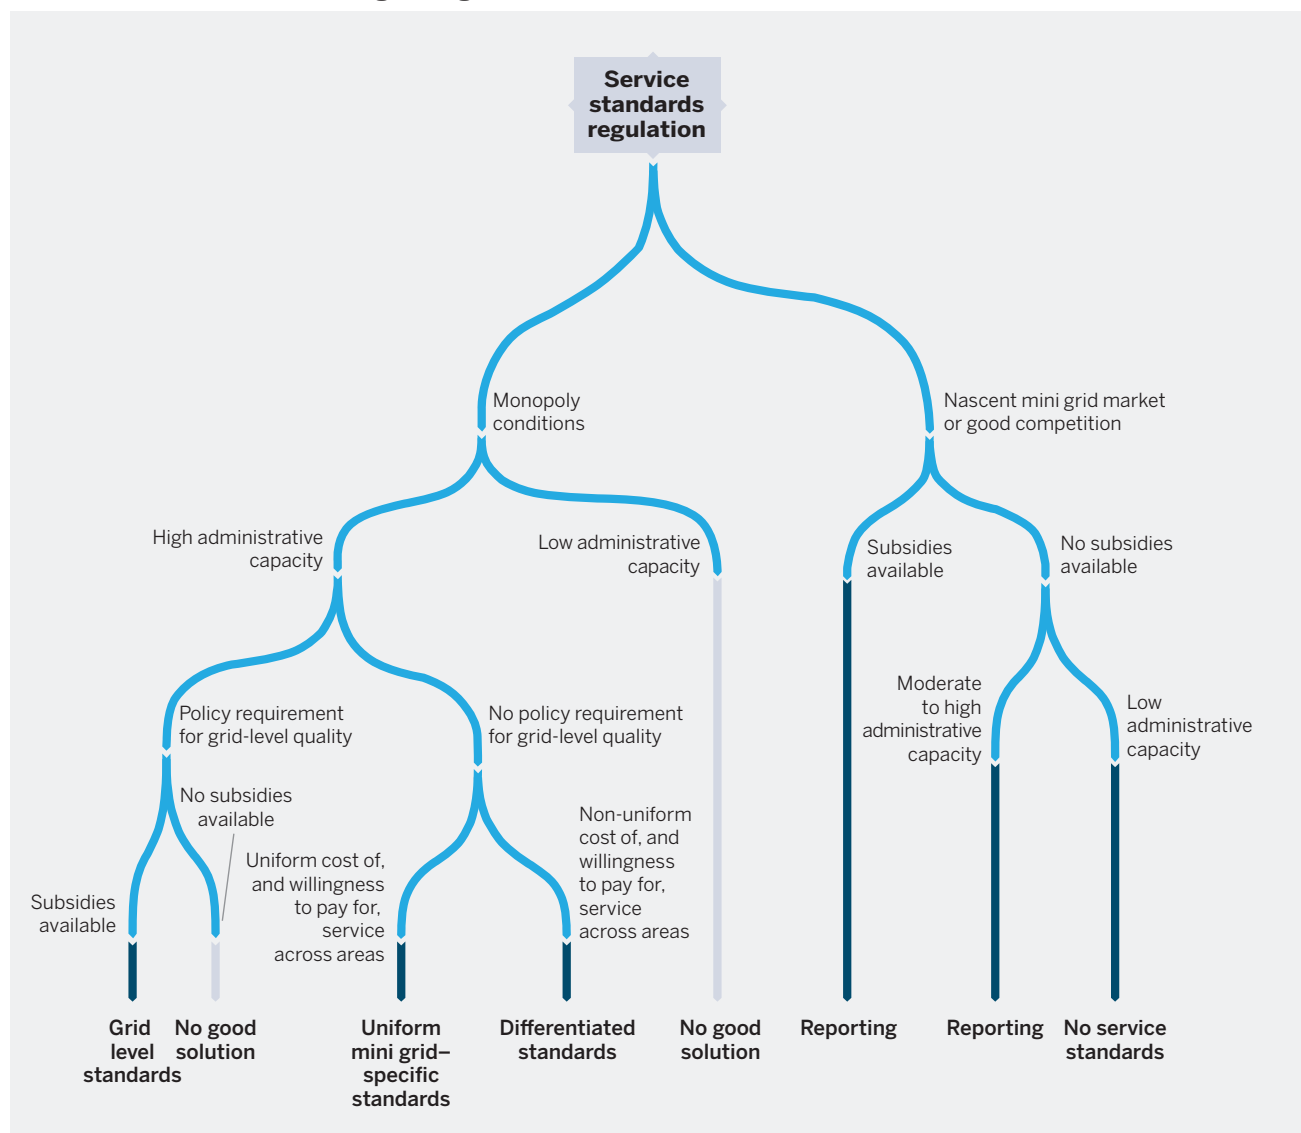 Service
standards
regulation
Monopoly
conditions
Nascent mini grid market
or good competition
High administrative
capacity
Low administrative
capacity
Subsidies
available
No subsidies
available
Policy requirement
for grid-level quality
No policy requirement
for grid-level quality
Moderate
to high
administrative
capacity
Low
administrative
capacity
No subsidies
available
Subsidies
available
Uniform cost of,
and willingness
to pay for,
service
across areas
Non-uniform
cost of, and
willingness
to pay for,
service
across areas
Grid
level
standards
No good
solution
Uniform
mini grid–
specific
standards
Differentiated
standards
No good
solution
Reporting
Reporting
No service
standards